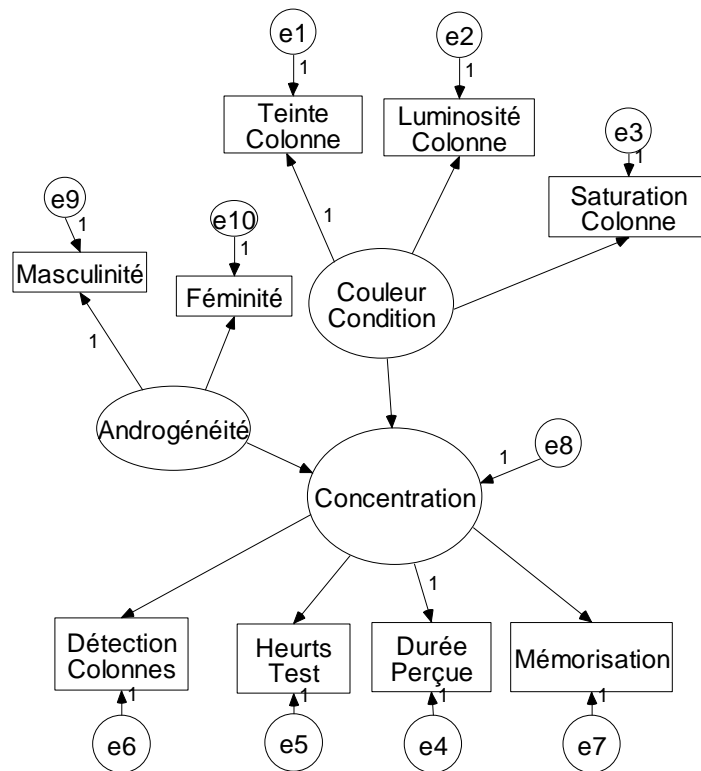 e1
e2
1
1
e3
1
Teinte
Colonne
Luminosité
Colonne
Saturation
Colonne
e9
1
e10
1
1
Masculinité
Féminité
Couleur
Condition
1
Androgénéité
1
e8
Concentration
1
Détection
Colonnes
Heurts
Test
Durée
Perçue
Mémorisation
1
1
1
1
e6
e5
e4
e7